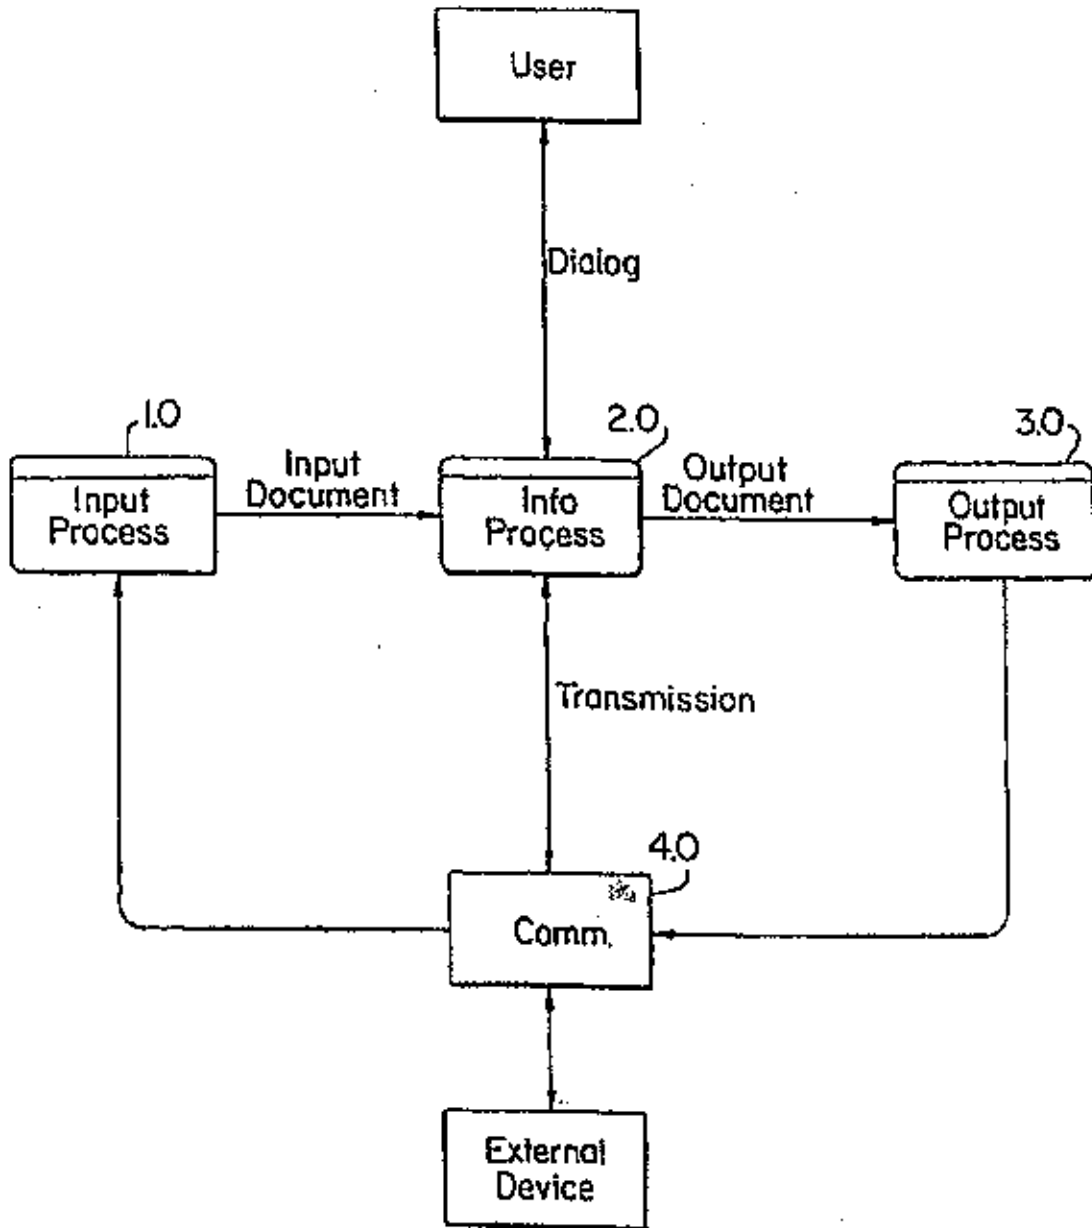 User
Dialog
1.0
2.0
3.0
Input
Process
Input
Document
Info
Process
Output
Document
Output
Process
Transmission
4.0
Comm.
External
Device